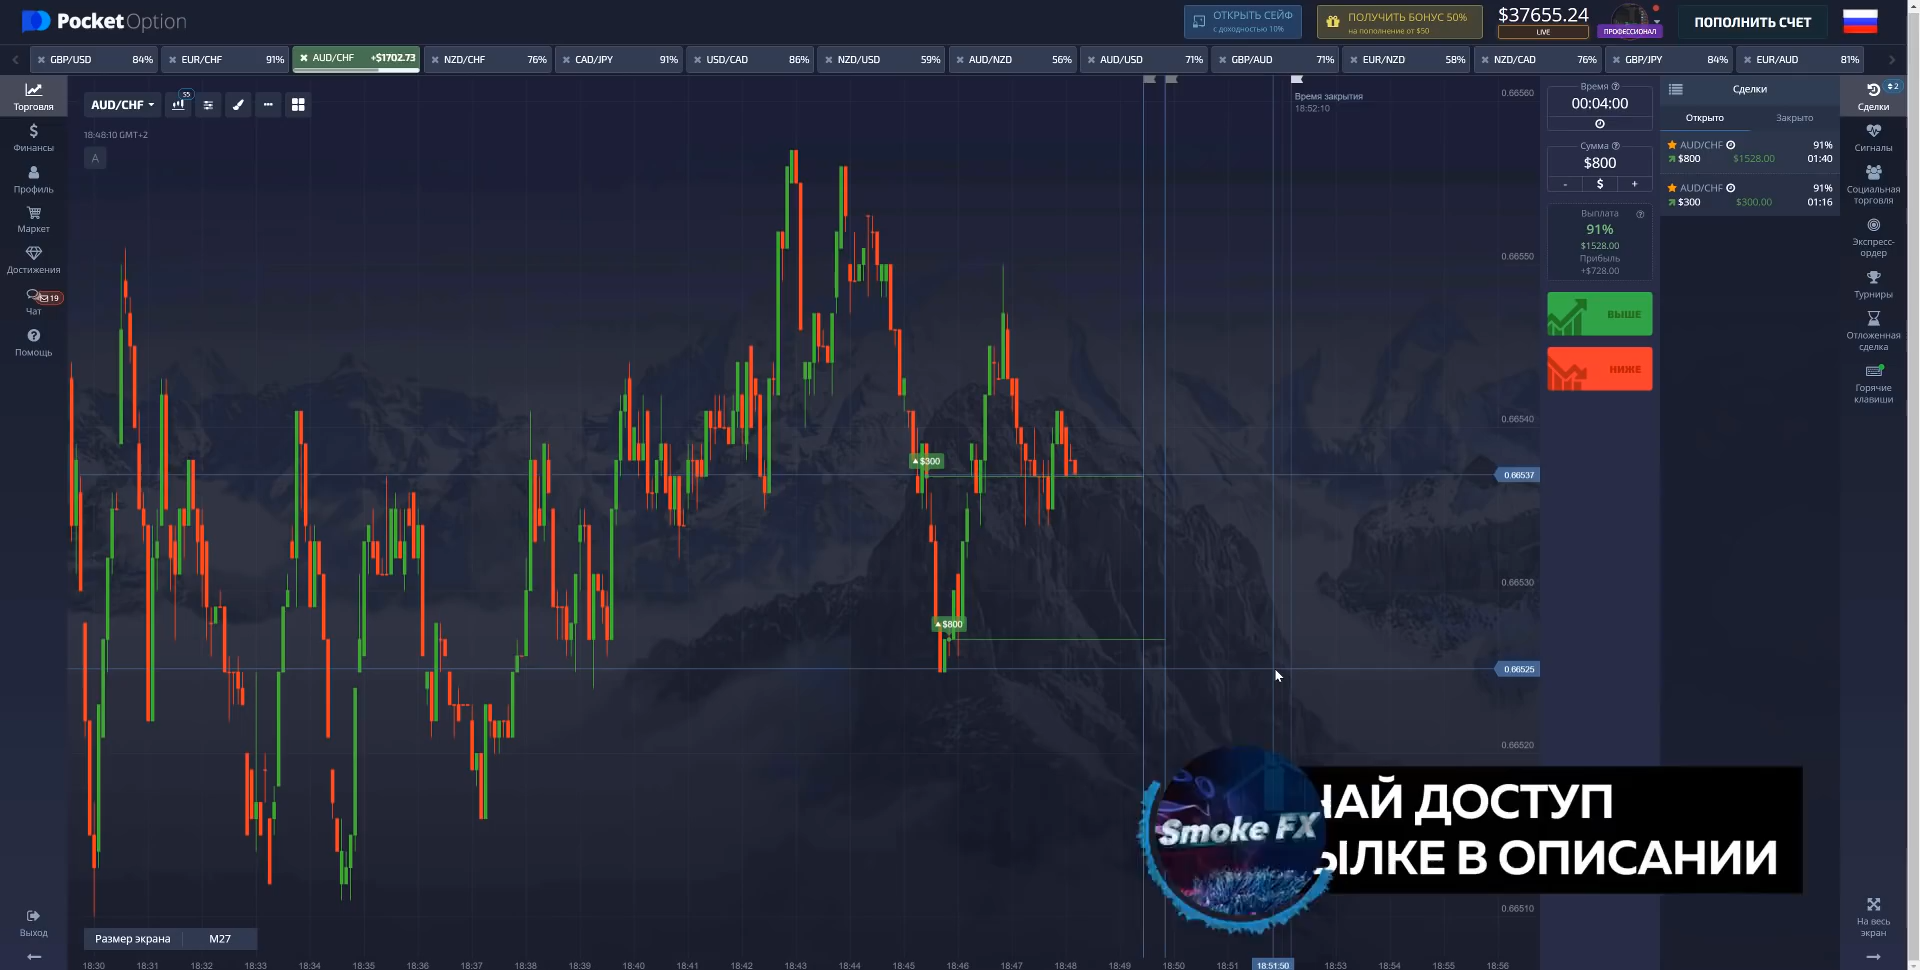 PocketOption
ОТКРЫТЬ СЕЙФ
с доходностью 10%
ПОЛУЧИТЬ БОНУС 50%
на пополнение от $50
$37655.24
LIVE
ПРОФЕССИОНАЛ
ПОПОЛНИТЬ СЧЕТ
GBP/USD 84%
EUR/CHF 91%
AUD/CHF +$1702.73
NZD/CHF 76%
CAD/JPY 91%
USD/CAD 86%
NZD/USD 59%
AUD/NZD 56%
AUD/USD 71%
GBP/AUD 71%
EUR/NZD 58%
NZD/CAD 76%
GBP/JPY 84%
EUR/AUD 81%
Торговля
Финансы
Профиль
Маркет
Достижения
19
Чат
Помощь
Выход
AUD/CHF
S5
18:48:10 GMT+2
A
Время закрытия
18:52:10
0.66560
0.66550
0.66540
0.66537
0.66530
0.66525
0.66520
0.66510
$300
$800
Размер экрана M27
18:30 18:31 18:32 18:33 18:34 18:35 18:36 18:37 18:38 18:39 18:40 18:41 18:42 18:43 18:44 18:45 18:46 18:47 18:48 18:49 18:50 18:51 18:51:50 18:53 18:54 18:55 18:56
Время
00:04:00
Сумма
$800
- $ +
Выплата
91%
$1528.00
Прибыль
+$728.00
ВЫШЕ
НИЖЕ
Сделки
Открыто Закрыто
AUD/CHF 91%
$800 $1528.00 01:40
AUD/CHF 91%
$300 $300.00 01:16
2
Сделки
Сигналы
Социальная
торговля
Экспресс-
ордер
Турниры
Отложенная
сделка
Горячие
клавиши
На весь
экран
Smoke FX
ЧАЙ ДОСТУП
ЫЛКЕ В ОПИСАНИИ